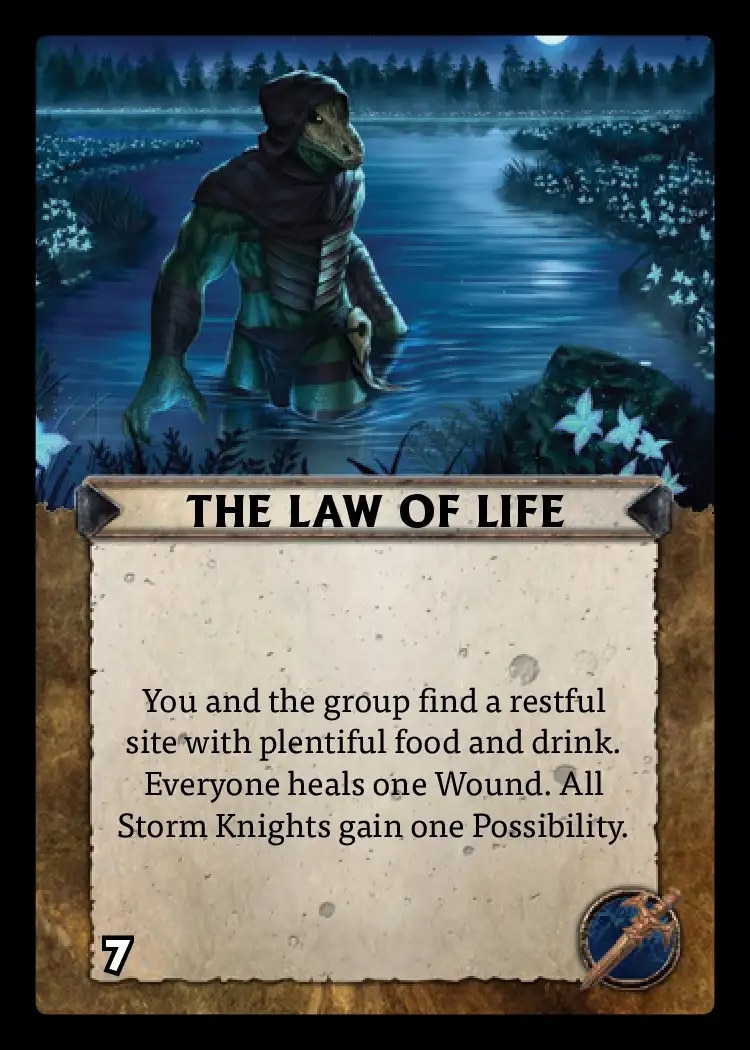 THE LAW OF LIFE
You and the group find a restful
site with plentiful food and drink.
Everyone heals one Wound. All
Storm Knights gain one Possibility.
7